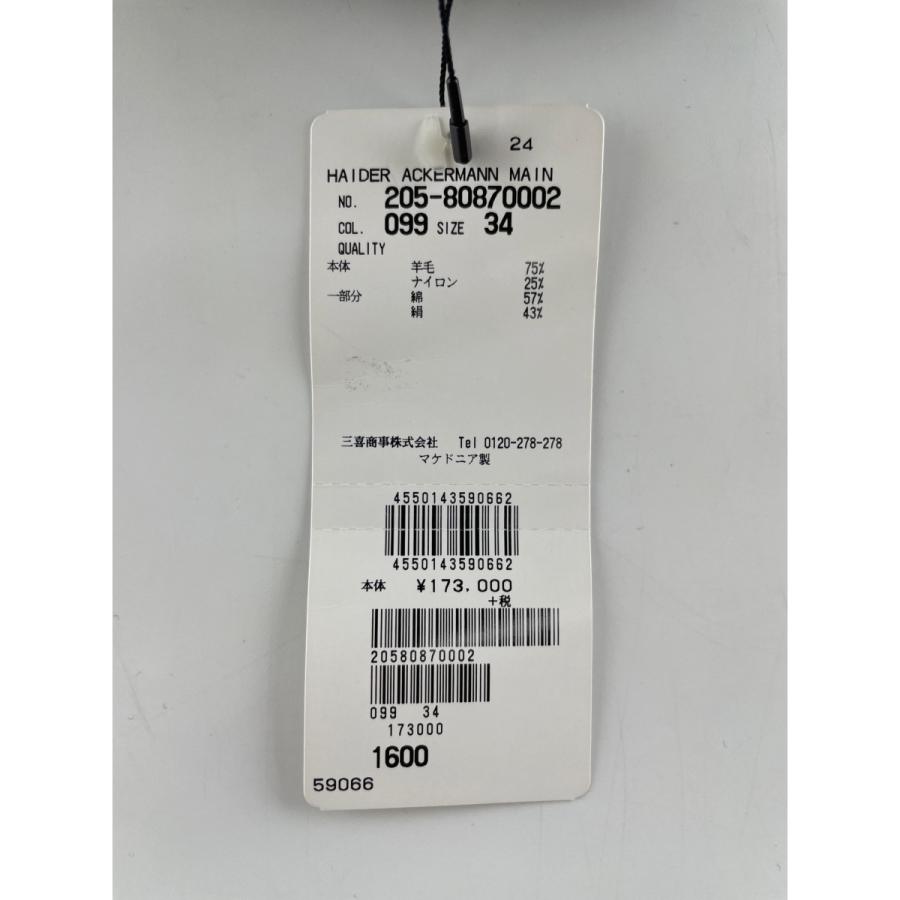 24
HAIDER ACKERMANN MAIN
NO. 205-80870002
COL. 099 SIZE 34
QUALITY
本体 羊毛 75%
ナイロン 25%
一部分 綿 57%
絹 43%
三喜商事株式会社 Tel 0120-278-278
マケドニア製
4550143590662
4550143590662
本体 ¥173,000
+税
20580870002
099 34
173000
1600
59066